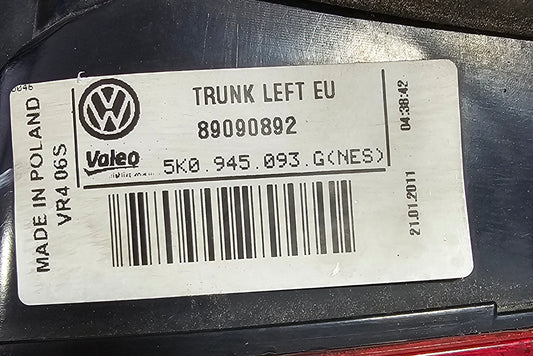 TRUNK LEFT EU
89090892
Valeo
5K0.945.093.G(NES)
MADE IN POLAND
VR4 06S
04:38:42
21.01.2011